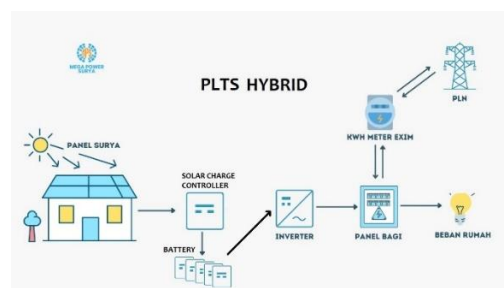 MEGA POWER
SURYA
PLTS HYBRID
PLN
KWH METER EXIM
PANEL SURYA
SOLAR CHARGE
CONTROLLER
BATTERY
INVERTER
PANEL BAGI
BEBAN RUMAH